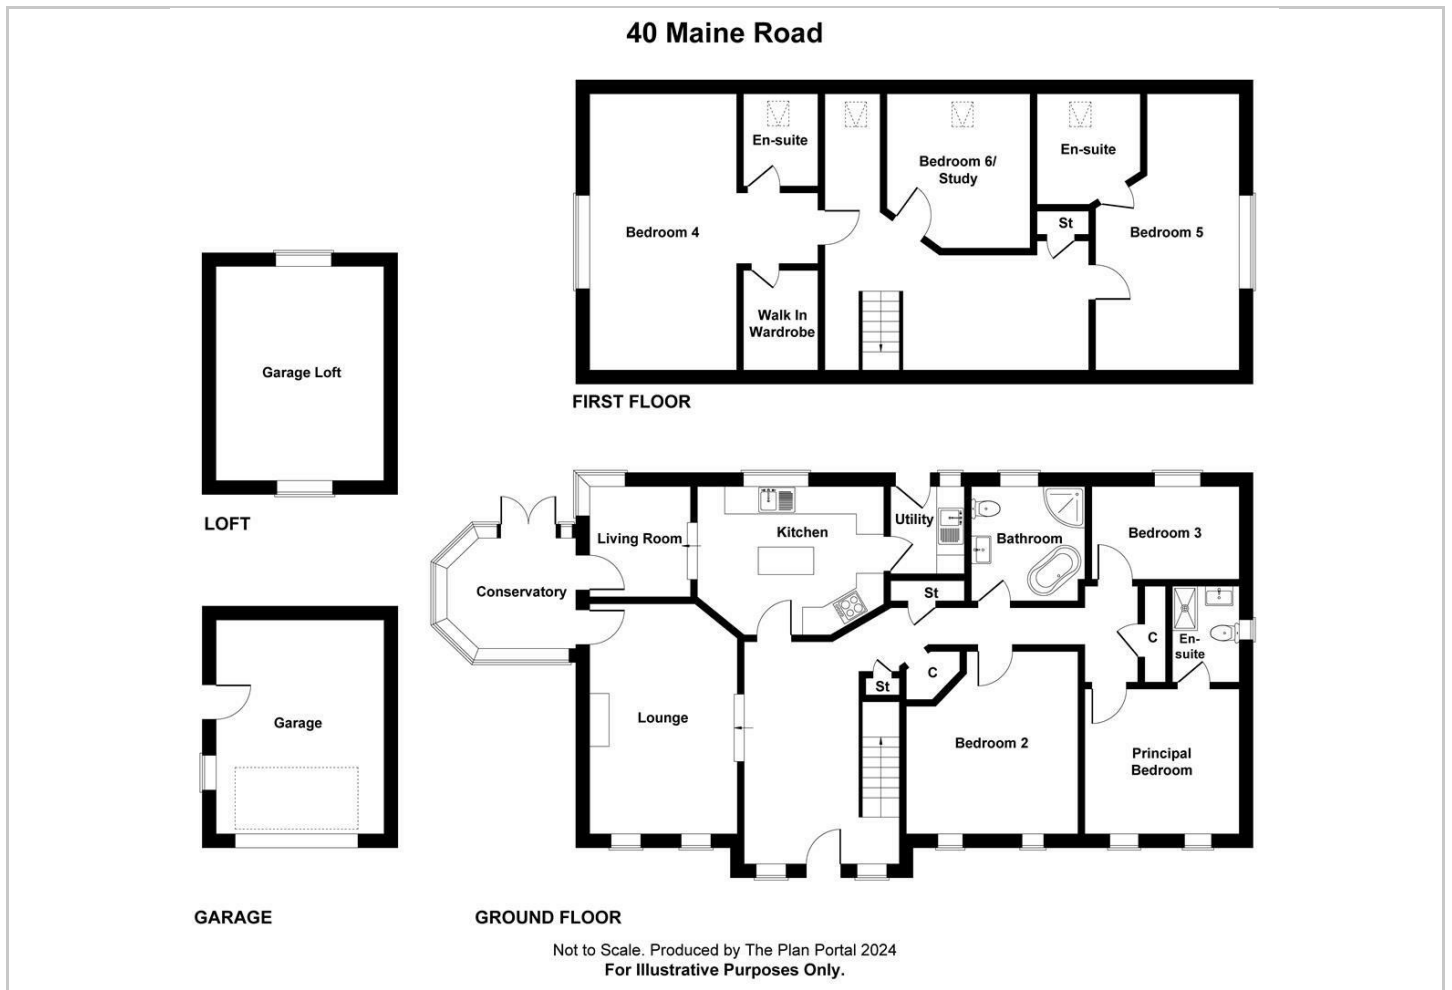 40 Maine Road
En-suite
Bedroom 6/
Study
En-suite
St
Bedroom 4
Bedroom 5
Walk In
Wardrobe
FIRST FLOOR
Garage Loft
LOFT
Living Room
Kitchen
Utility
Bathroom
Bedroom 3
Conservatory
St
C
En-
suite
C
St
Lounge
Bedroom 2
Principal
Bedroom
Garage
GARAGE
GROUND FLOOR
Not to Scale. Produced by The Plan Portal 2024
For Illustrative Purposes Only.